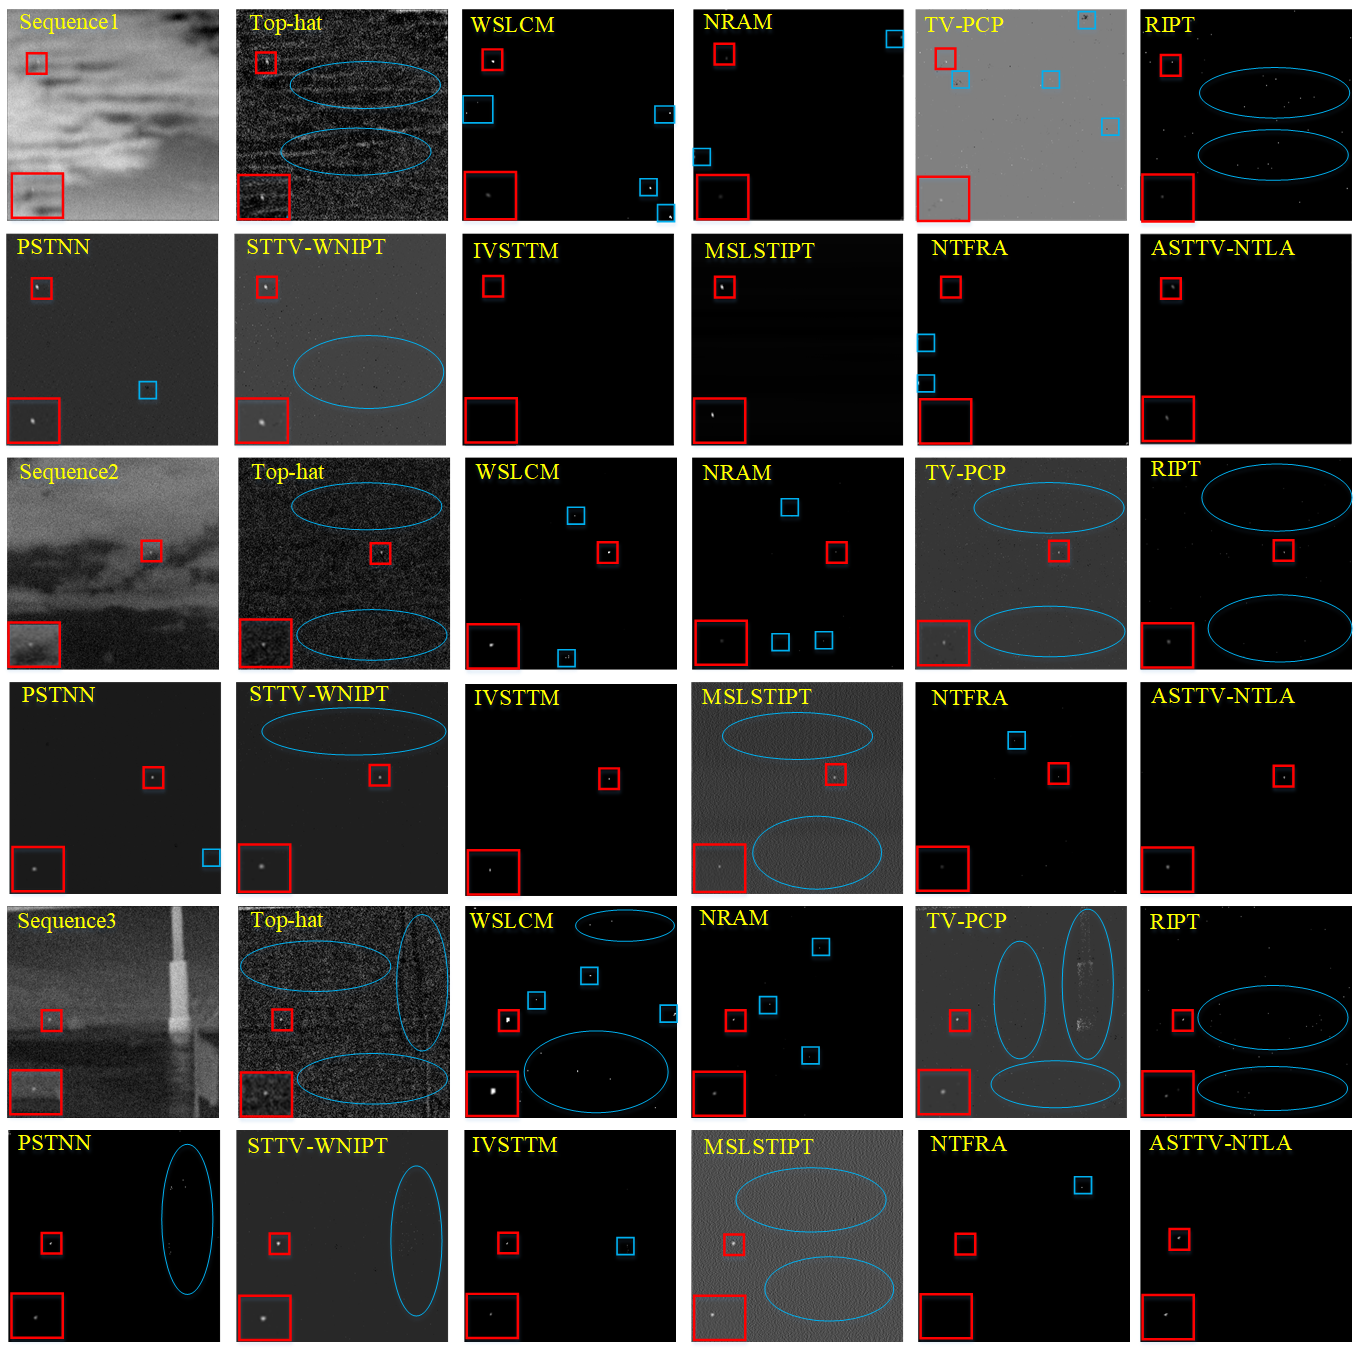 Sequence1
Top-hat
WSLCM
NRAM
TV-PCP
RIPT
PSTNN
STTV-WNIPT
IVSTTM
MSLSTIPT
NTFRA
ASTTV-NTLA
Sequence2
Top-hat
WSLCM
NRAM
TV-PCP
RIPT
PSTNN
STTV-WNIPT
IVSTTM
MSLSTIPT
NTFRA
ASTTV-NTLA
Sequence3
Top-hat
WSLCM
NRAM
TV-PCP
RIPT
PSTNN
STTV-WNIPT
IVSTTM
MSLSTIPT
NTFRA
ASTTV-NTLA